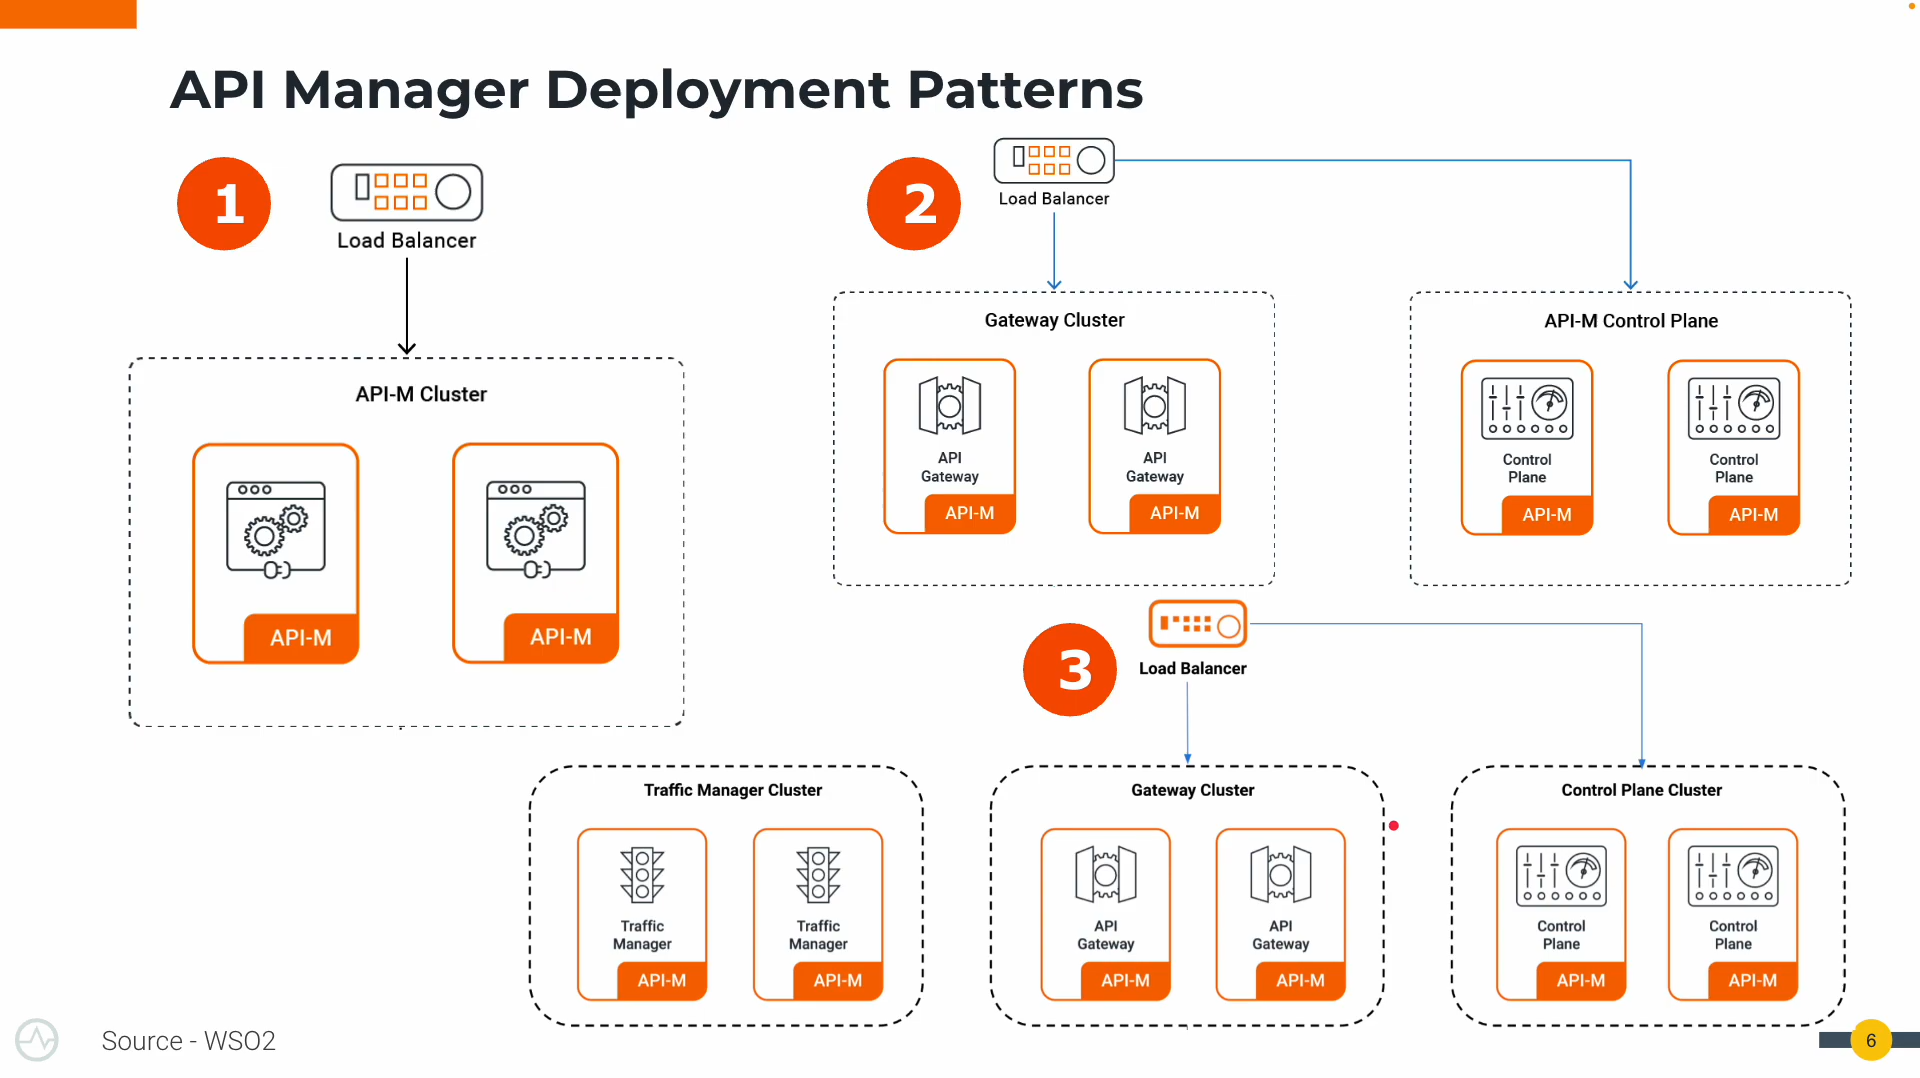 API Manager Deployment Patterns
1
Load Balancer
API-M Cluster
API-M
API-M
2
Load Balancer
Gateway Cluster
API
Gateway
API-M
API
Gateway
API-M
API-M Control Plane
Control
Plane
API-M
Control
Plane
API-M
3
Load Balancer
Traffic Manager Cluster
Traffic
Manager
API-M
Traffic
Manager
API-M
Gateway Cluster
API
Gateway
API-M
API
Gateway
API-M
Control Plane Cluster
Control
Plane
API-M
Control
Plane
API-M
Source - WSO2
6